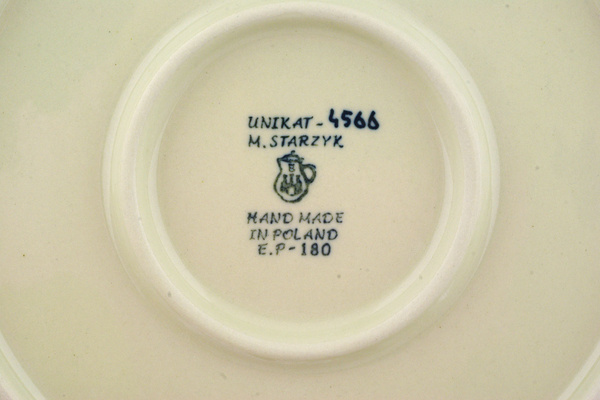 UNIKAT - 4566
M. STARZYK
B
HAND MADE
IN POLAND
E.P - 180